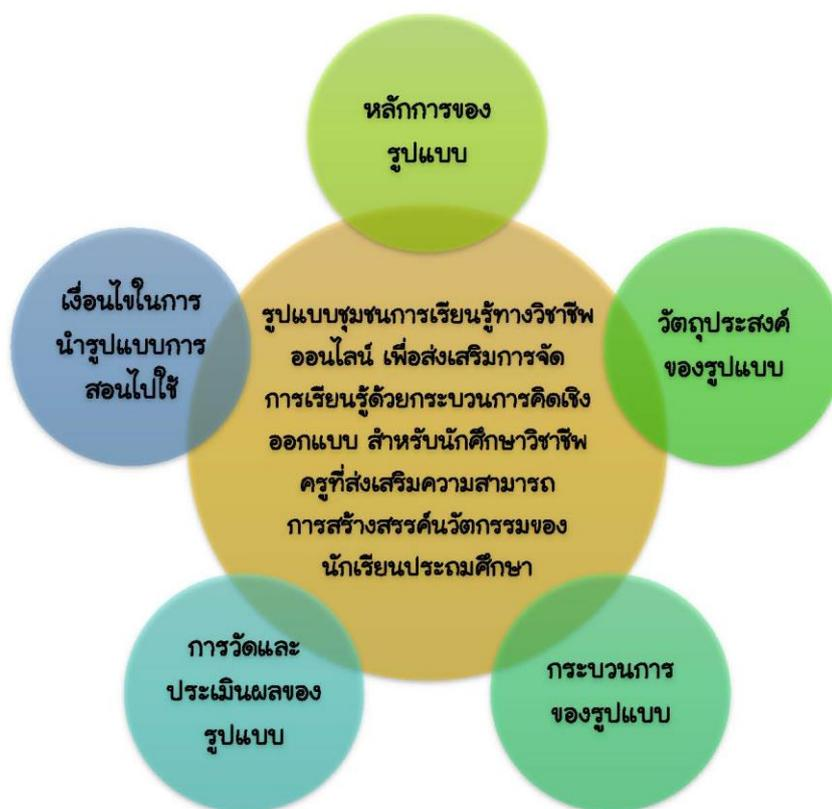 หลักการของ
รูปแบบ
วัตถุประสงค์
ของรูปแบบ
กระบวนการ
ของรูปแบบ
การวัดและ
ประเมินผลของ
รูปแบบ
เงื่อนไขในการ
นำรูปแบบการ
สอนไปใช้
รูปแบบชุมชนการเรียนรู้ทางวิชาชีพ
ออนไลน์ เพื่อส่งเสริมการจัด
การเรียนรู้ด้วยกระบวนการคิดเชิง
ออกแบบ สำหรับนักศึกษาวิชาชีพ
ครูที่ส่งเสริมความสามารถ
การสร้างสรรค์นวัตกรรมของ
นักเรียนประถมศึกษา